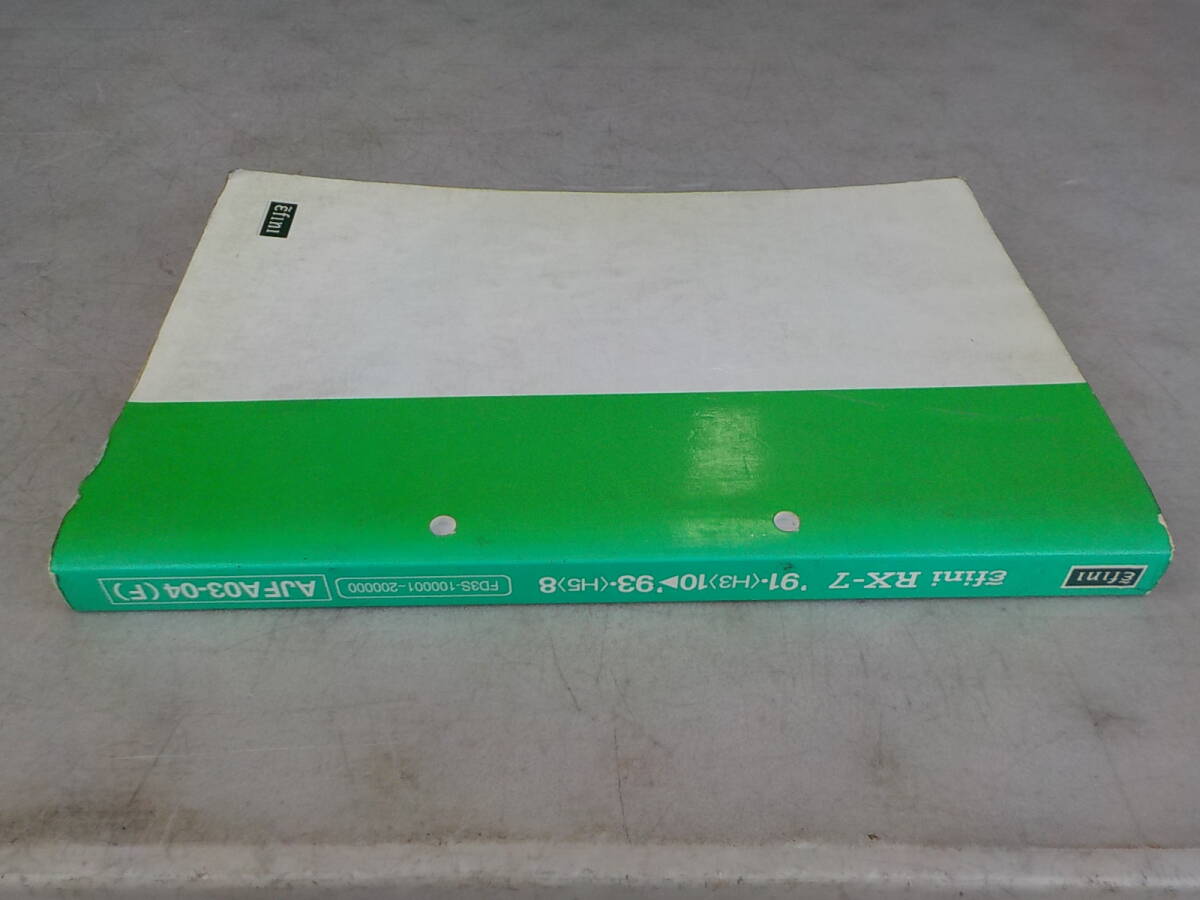 ẽfini
ẽfini
ẽfini RX-7 '91・〈H3〉10▶'93・〈H5〉8 FD3S-100001~200000 AJFA03-04 (F)